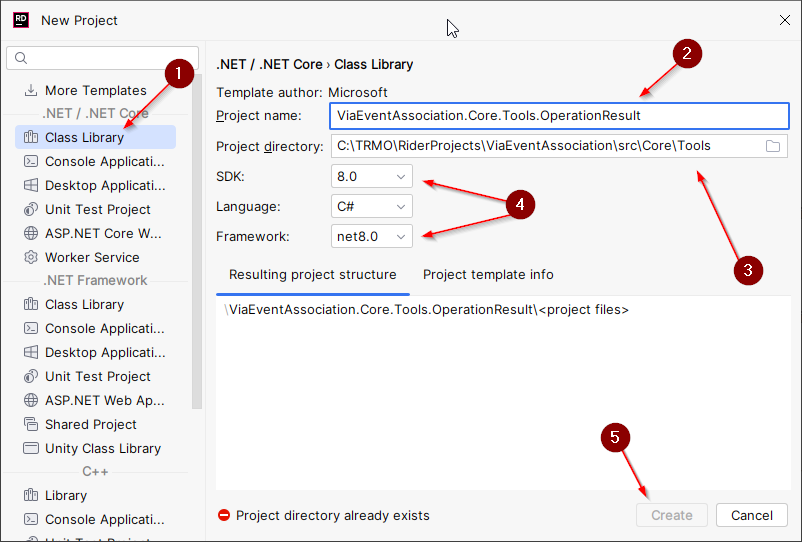 RD New Project
More Templates
.NET / .NET Core
Class Library
Console Applicati...
Desktop Applicati...
Unit Test Project
ASP.NET Core W...
Worker Service
.NET Framework
Class Library
Console Applicati...
Desktop Applicati...
Unit Test Project
ASP.NET Web Ap...
Shared Project
Unity Class Library
C++
Library
Console Applicati...
Unit Test Project
1
.NET / .NET Core › Class Library
2
Template author: Microsoft
Project name: ViaEventAssociation.Core.Tools.OperationResult
Project directory: C:\TRMO\RiderProjects\ViaEventAssociation\src\Core\Tools
SDK: 8.0
Language: C#
4
Framework: net8.0
3
Resulting project structure Project template info
\ViaEventAssociation.Core.Tools.OperationResult\<project files>
5
Project directory already exists
Create Cancel